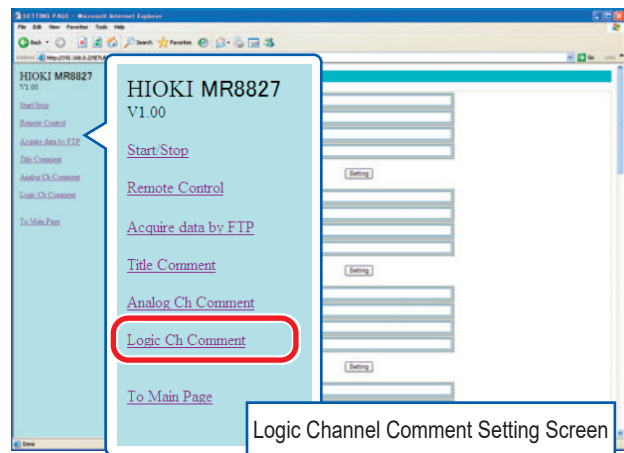 SETTING PAGE - Microsoft Internet Explorer
File Edit View Favorites Tools Help
Back Search Favorites
HIOKI MR8827
V1.00
Start/Stop
Remote Control
Acquire data by FTP
Title Comment
Analog Ch Comment
Logic Ch Comment
To Main Page
HIOKI MR8827
V1.00
Start/Stop
Remote Control
Acquire data by FTP
Title Comment
Analog Ch Comment
Logic Ch Comment
To Main Page
Setting
Setting
Setting
Logic Channel Comment Setting Screen
Done